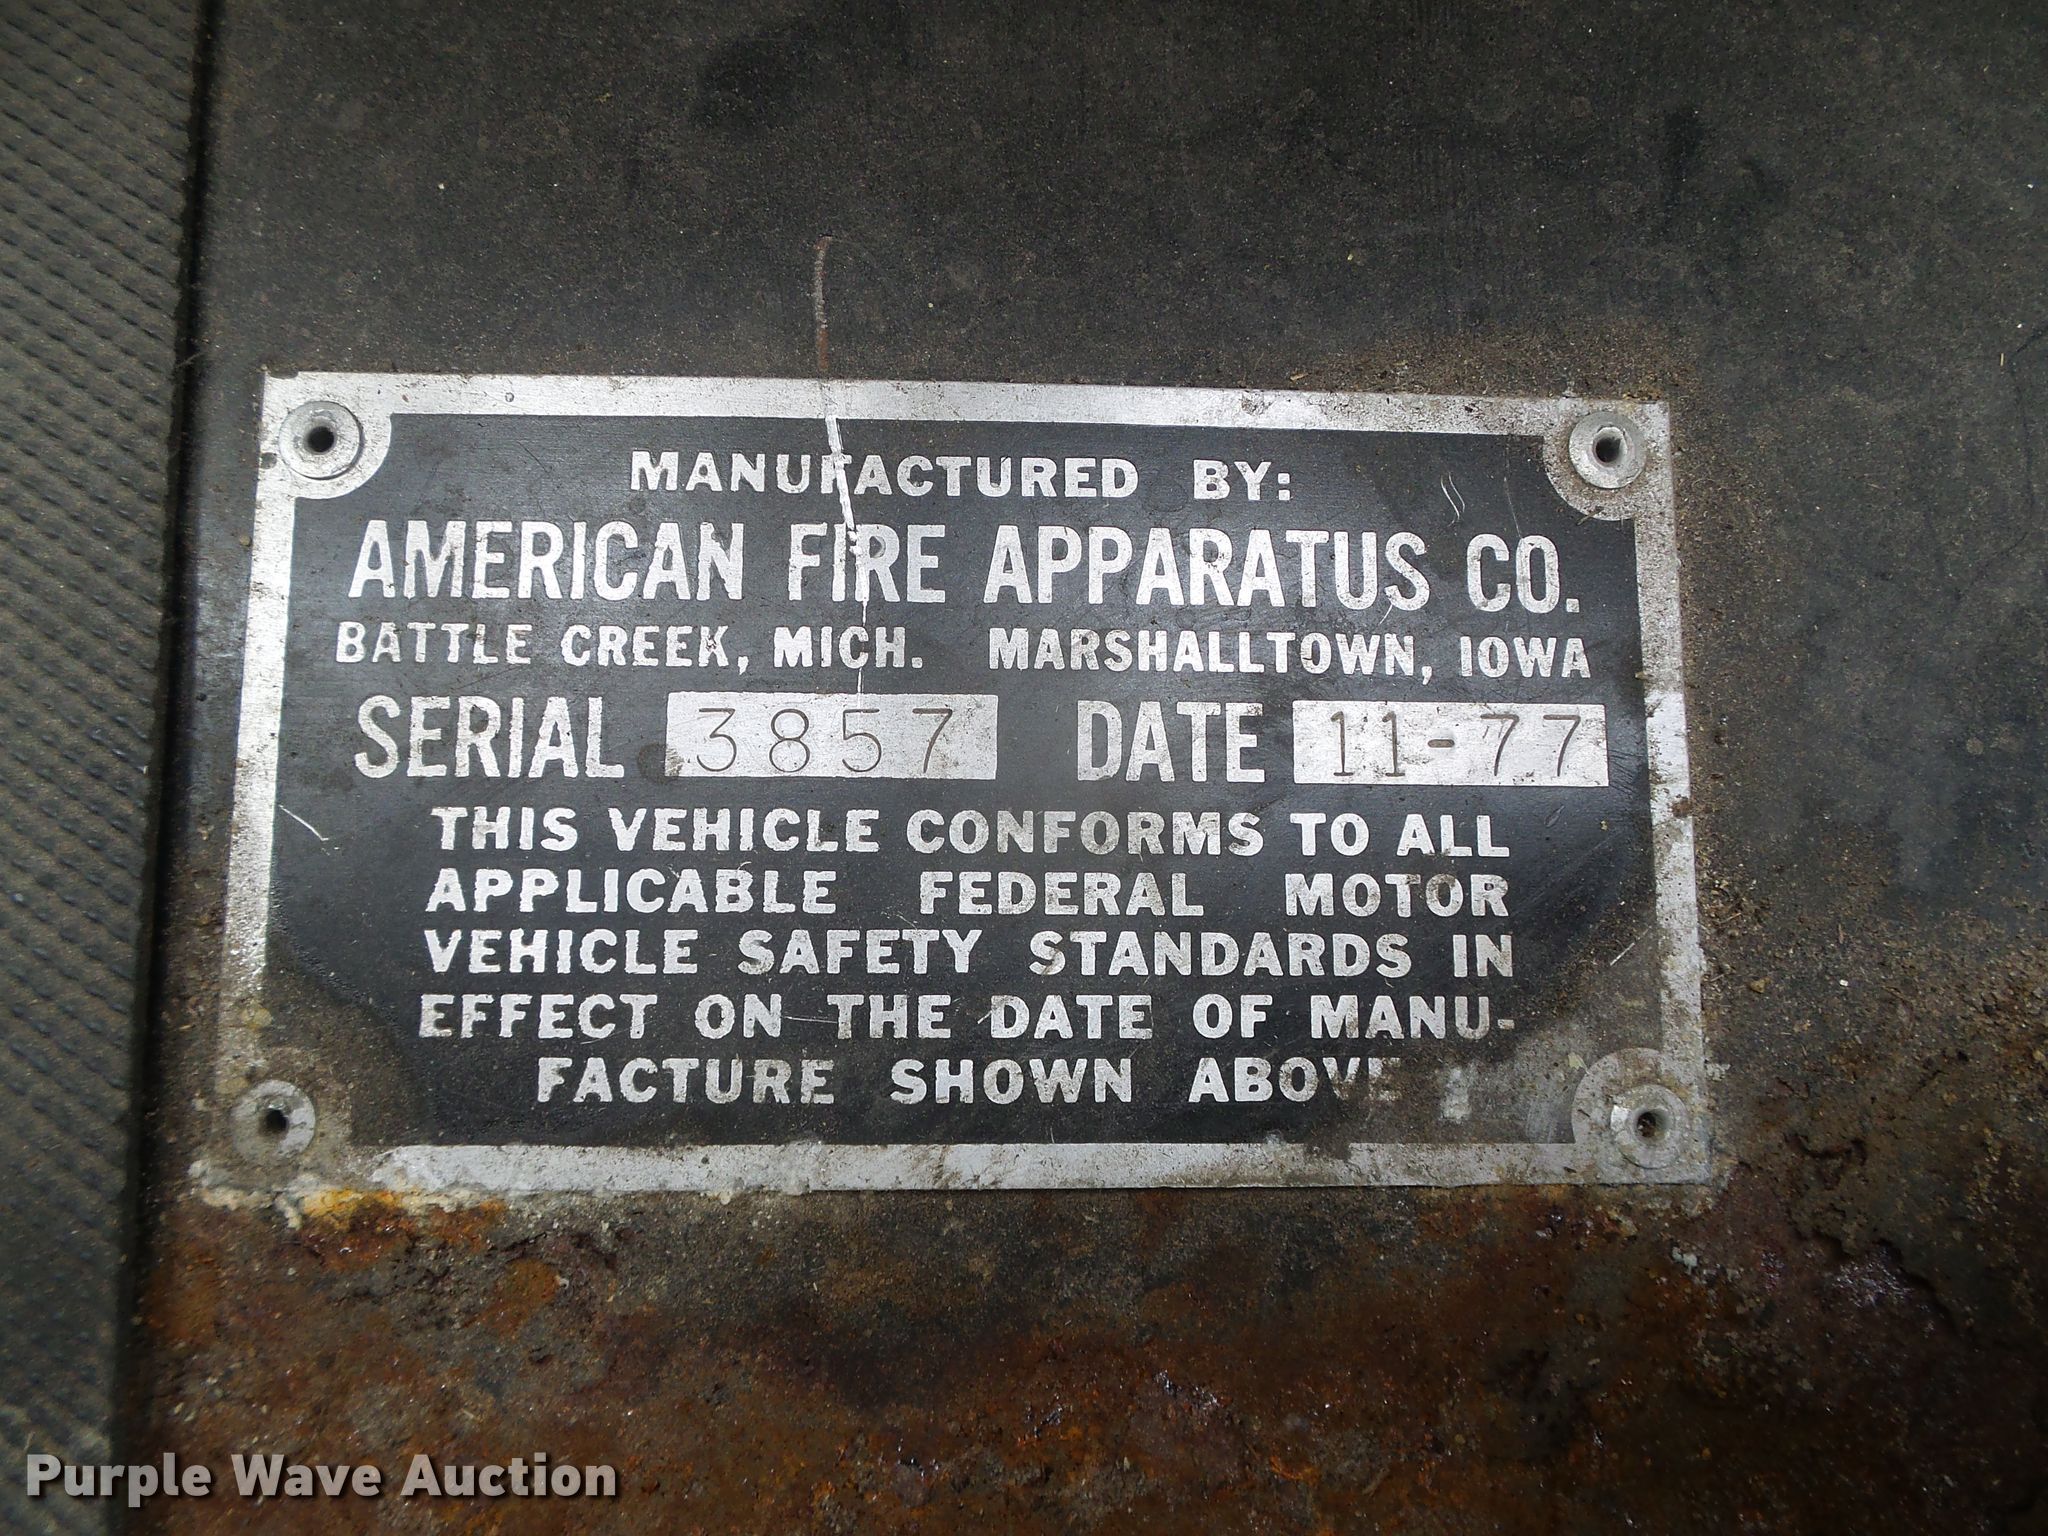 MANUFACTURED BY:
AMERICAN FIRE APPARATUS CO.
BATTLE CREEK, MICH. MARSHALLTOWN, IOWA
SERIAL 3857 DATE 11-77
THIS VEHICLE CONFORMS TO ALL
APPLICABLE FEDERAL MOTOR
VEHICLE SAFETY STANDARDS IN
EFFECT ON THE DATE OF MANU-
FACTURE SHOWN ABOVE
Purple Wave Auction